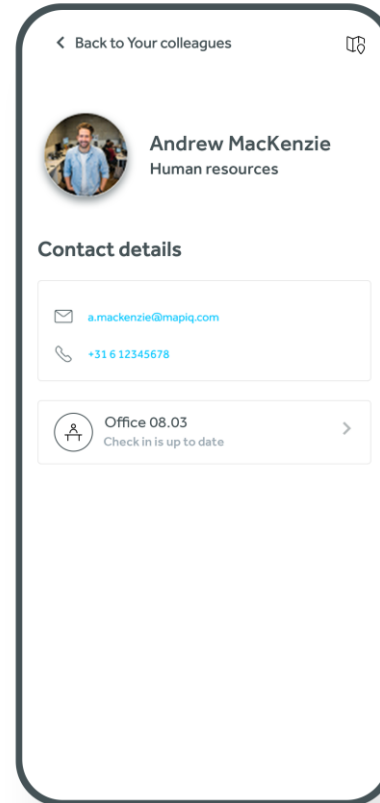 Back to Your colleagues
Andrew MacKenzie
Human resources
Contact details
a.mackenzie@mapiq.com
+31 6 12345678
Office 08.03
Check in is up to date